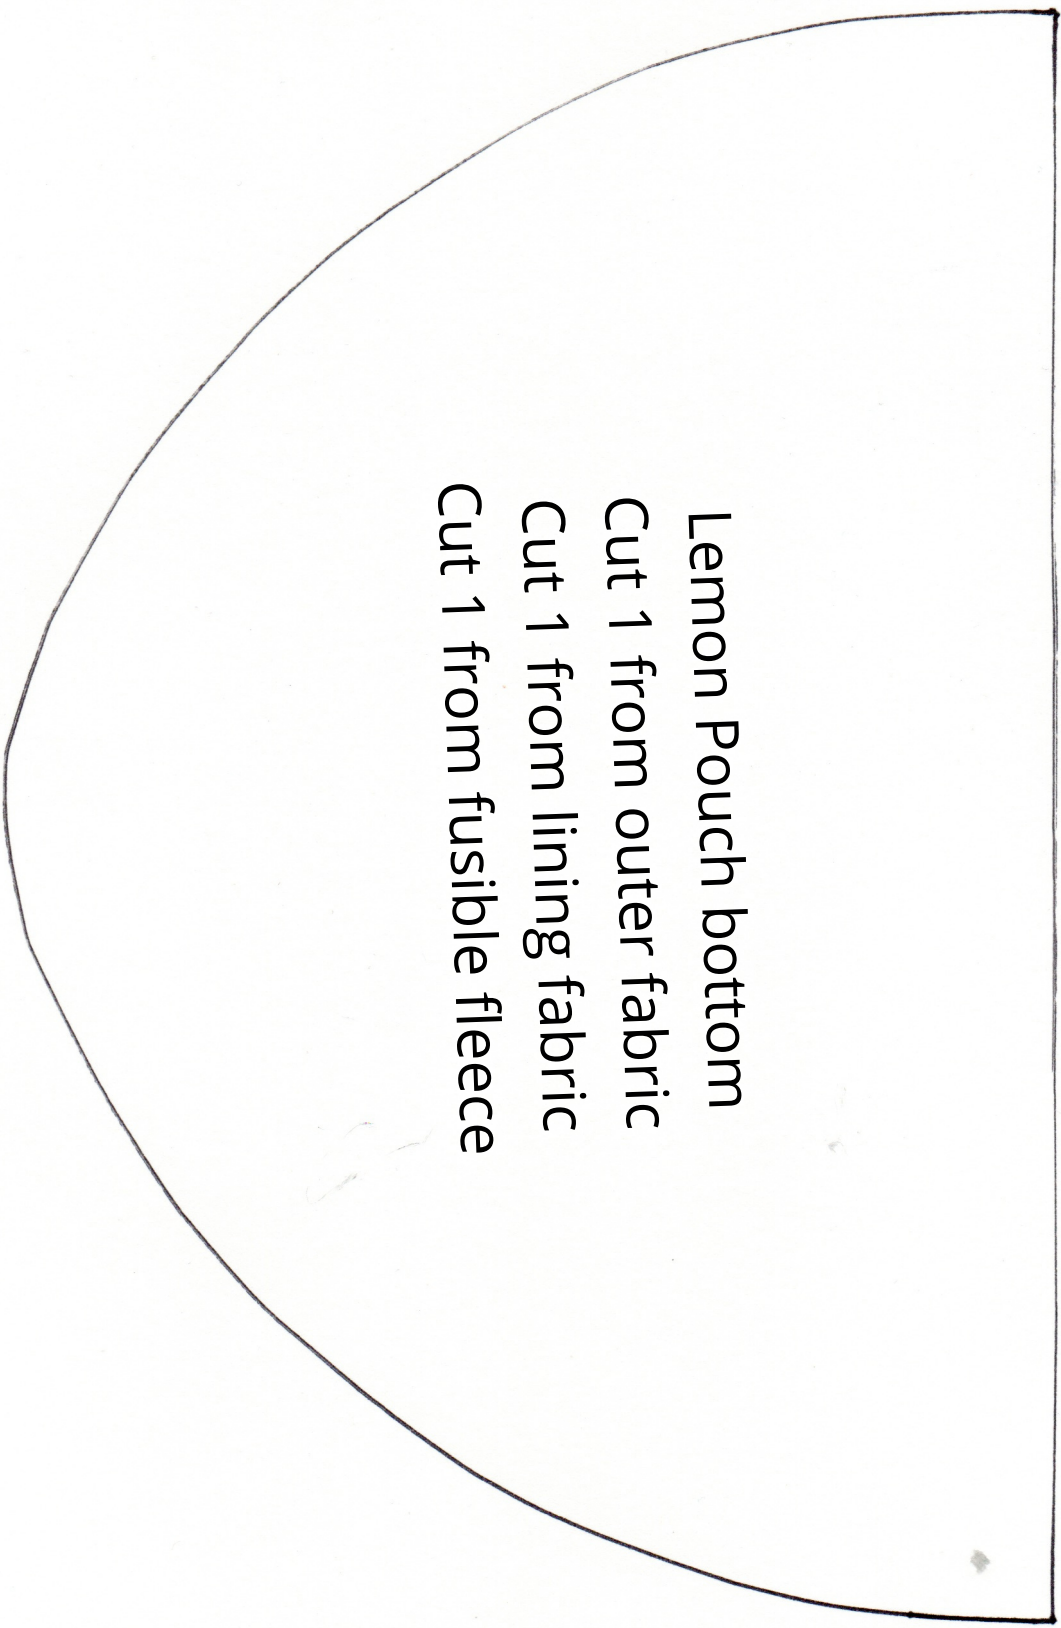 Lemon Pouch bottom
Cut 1 from outer fabric
Cut 1 from lining fabric
Cut 1 from fusible fleece